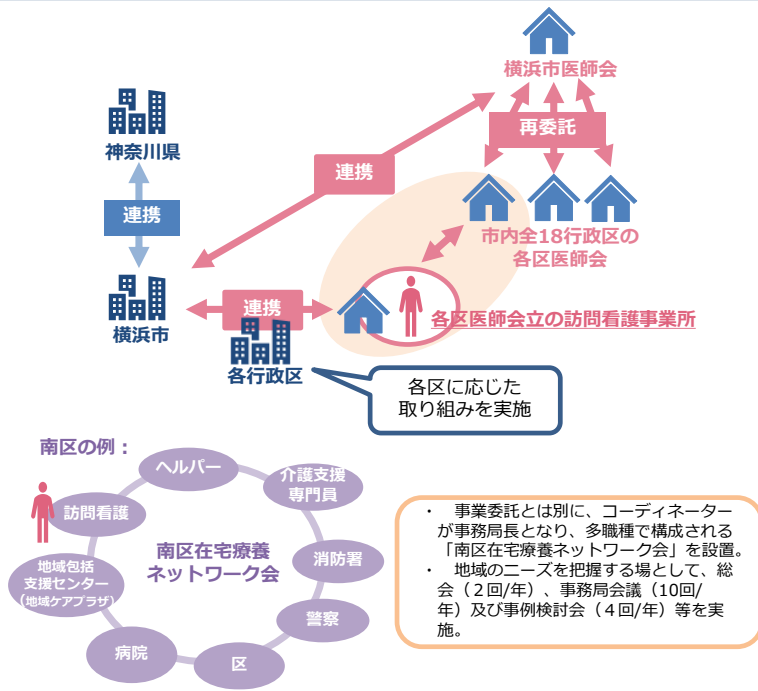 横浜市医師会
再委託
神奈川県
連携
連携
市内全18行政区の
各区医師会
横浜市
連携
各区医師会立の訪問看護事業所
各行政区
各区に応じた
取り組みを実施
南区の例：
ヘルパー
介護支援
専門員
訪問看護
消防署
南区在宅療養
ネットワーク会
地域包括
支援センター
（地域ケアプラザ）
警察
病院
区
・　事業委託とは別に、コーディネーター
が事務局長となり、多職種で構成される
「南区在宅療養ネットワーク会」を設置。
・　地域のニーズを把握する場として、総
会（２回/年）、事務局会議（10回/
年）及び事例検討会（４回/年）等を実
施。